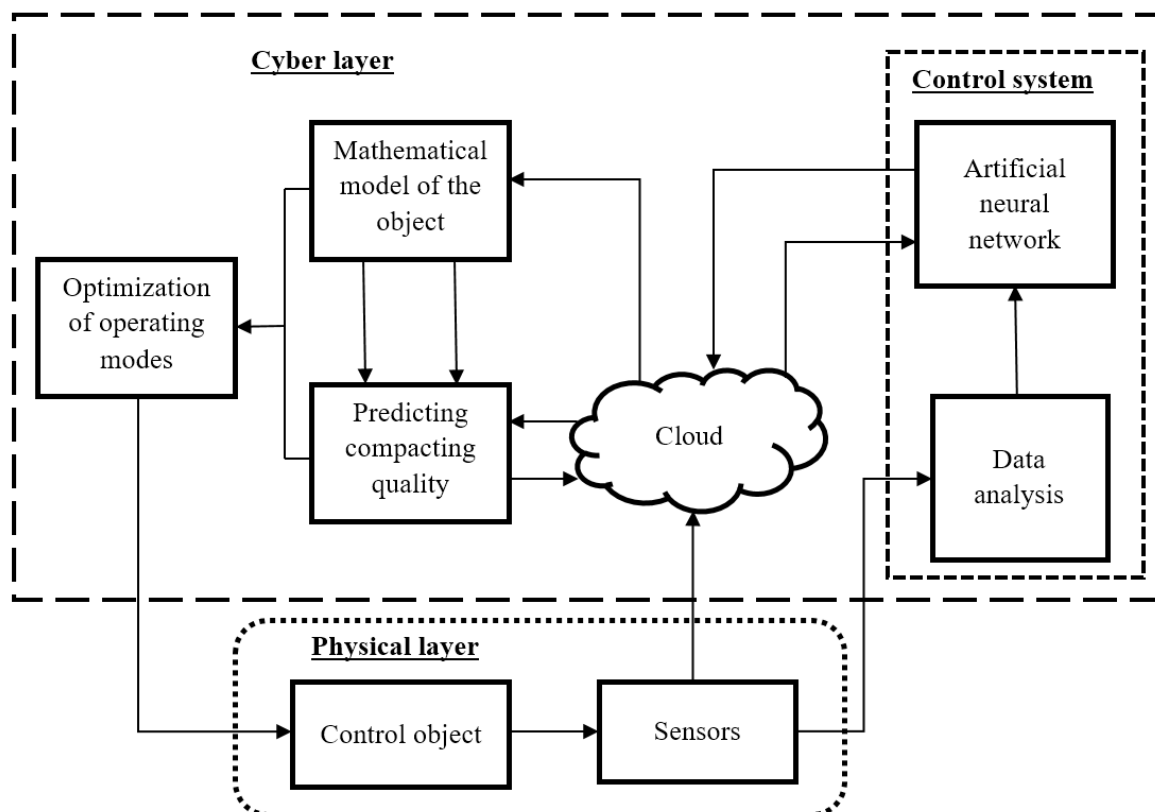 Cyber layer
Control system
Mathematical
model of the
object
Artificial
neural
network
Optimization
of operating
modes
Predicting
compacting
quality
Cloud
Data
analysis
Physical layer
Control object
Sensors